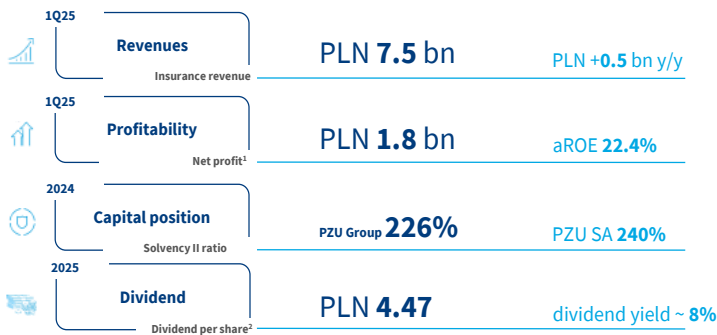 1Q25
Revenues
Insurance revenue
PLN 7.5 bn
PLN +0.5 bn y/y
1Q25
Profitability
Net profit¹
PLN 1.8 bn
aROE 22.4%
2024
Capital position
Solvency II ratio
PZU Group 226%
PZU SA 240%
2025
Dividend
Dividend per share²
PLN 4.47
dividend yield ~ 8%